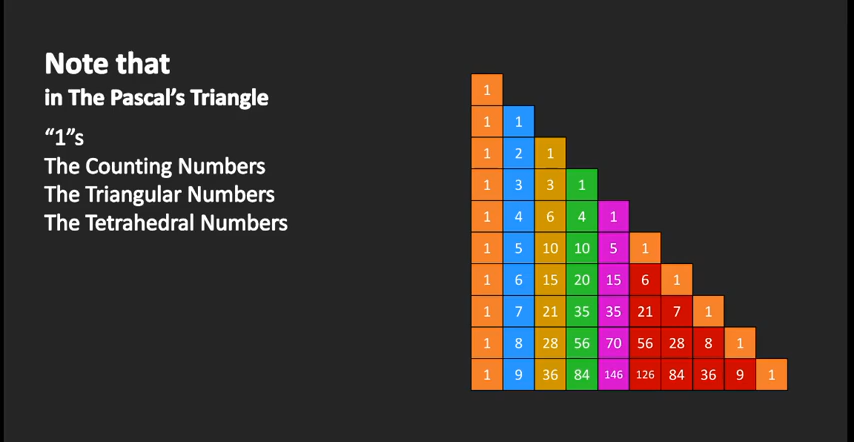 Note that
in The Pascal's Triangle
“1”s
The Counting Numbers
The Triangular Numbers
The Tetrahedral Numbers
1
1 1
1 2 1
1 3 3 1
1 4 6 4 1
1 5 10 10 5 1
1 6 15 20 15 6 1
1 7 21 35 35 21 7 1
1 8 28 56 70 56 28 8 1
1 9 36 84 146 126 84 36 9 1